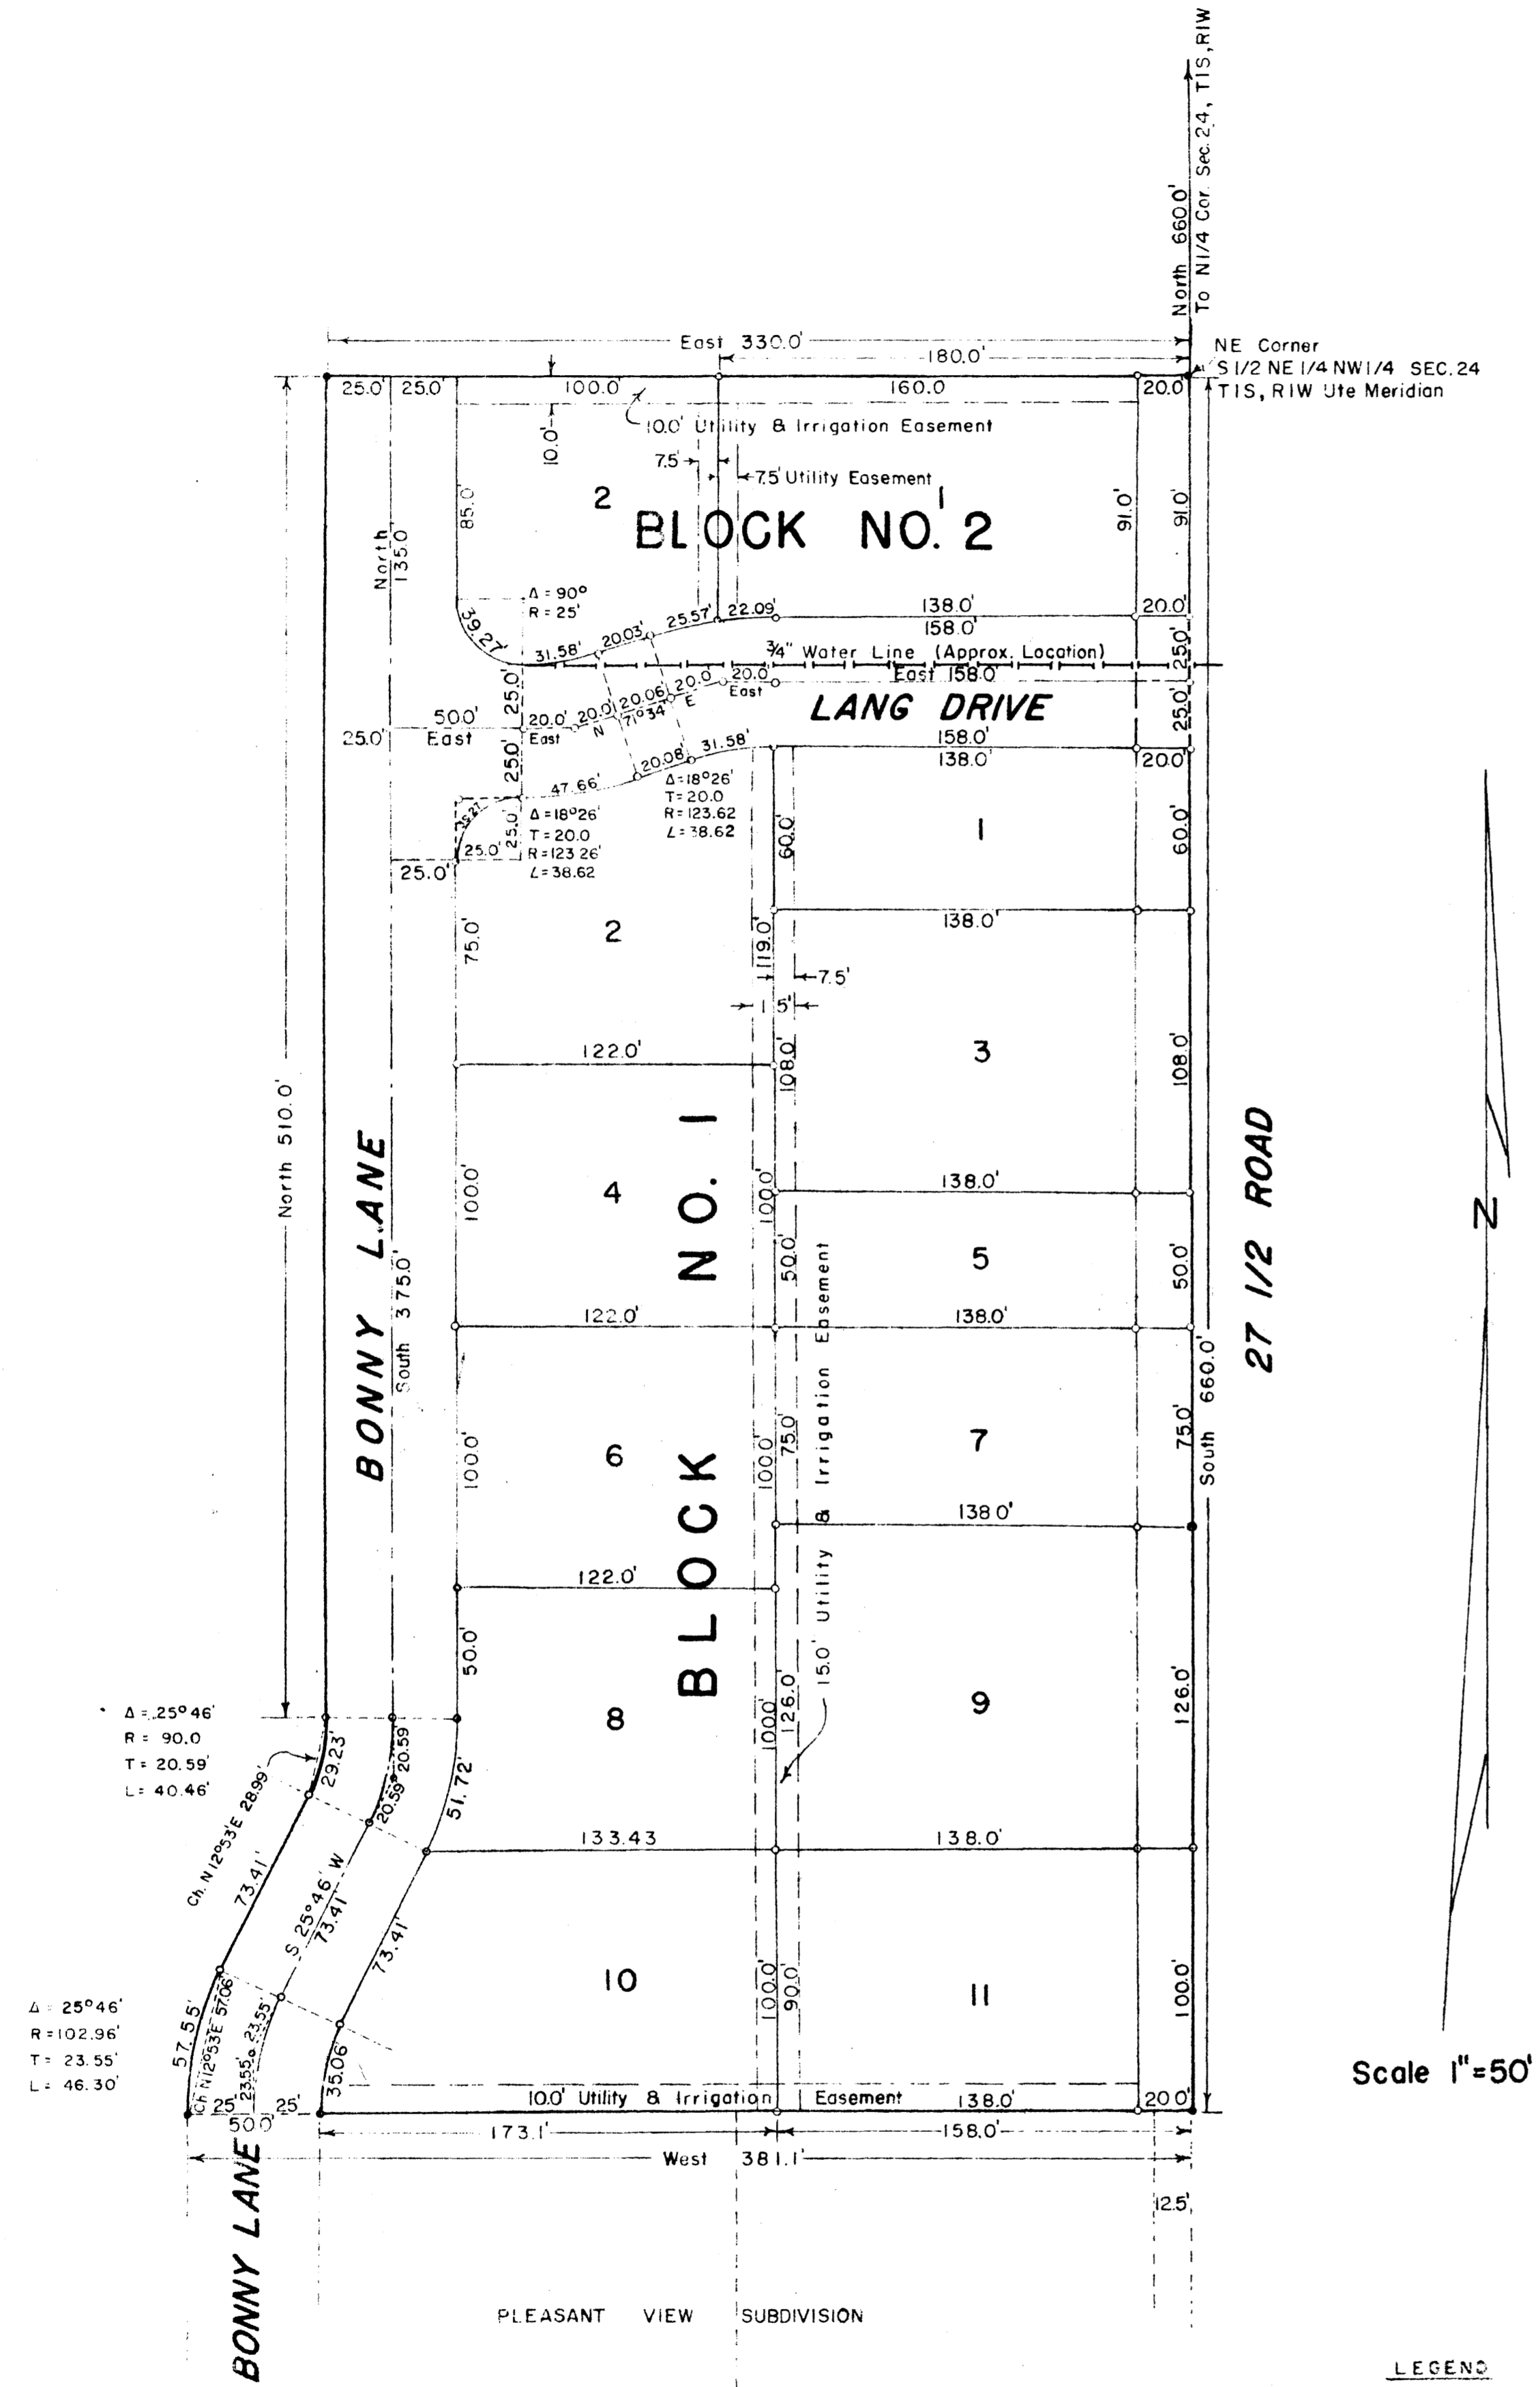 North 660.0'
To N1/4 Cor. Sec. 24, T1S, R1W
East 330.0'
180.0'
NE Corner
S 1/2 NE 1/4 NW 1/4 SEC. 24
T1S, R1W Ute Meridian
25.0' 25.0' 100.0' 160.0 20.0'
10.0' Utility & Irrigation Easement
10.0'
7.5'
7.5' Utility Easement
2 1
BLOCK NO. 2
85.0'
91.0' 91.0'
North
135.0'
Δ = 90°
R = 25'
39.27'
31.58' 20.03' 25.57' 22.09'
138.0' 20.0'
158.0'
3/4" Water Line (Approx. Location)
East 158.0'
25.0'
25.0'
LANG DRIVE
25.0'
50.0'
East
25.0'
20.0' 20.0' 20.06' 20.0' 20.0'
East N 71°34' E East
25.0'
158.0'
138.0' 20.0'
47.66' 20.08' 31.58'
Δ=18°26'
T=20.0
R=123.62
L=38.62
Δ=18°26'
T=20.0
R=123.26'
L=38.62
25.0'
25.0'
25.0'
60.0' 1 60.0'
138.0'
75.0' 2 119.0'
7.5'
15'
122.0'
108.0' 3 108.0'
138.0'
100.0' 4 100.0'
50.0' 5 50.0'
122.0' 138.0'
North 510.0'
BONNY LANE
South 375.0'
BLOCK NO. 1
15.0' Utility & Irrigation Easement
27 1/2 ROAD
South 660.0'
100.0' 6 100.0'
75.0' 7 75.0'
138.0'
122.0'
50.0'
8 100.0'
126.0' 9 126.0'
Δ = 25°46'
R = 90.0
T = 20.59'
L = 40.46'
29.23'
Ch. N 12°53'E 28.99'
20.59'
20.59'
51.72'
133.43 138.0'
73.41'
S 25°46' W
73.41'
73.41'
10 100.0'
90.0' 11 100.0'
Δ = 25°46'
R=102.96'
T= 23.55'
L= 46.30'
57.55'
Ch N12°53'E 57.06
23.55'
23.55'
35.06'
10.0' Utility & Irrigation Easement 138.0' 20.0'
25' 25'
50.0'
173.1' 158.0'
West 381.1'
12.5'
BONNY LANE
PLEASANT VIEW SUBDIVISION
N
Scale 1"=50'
LEGEND